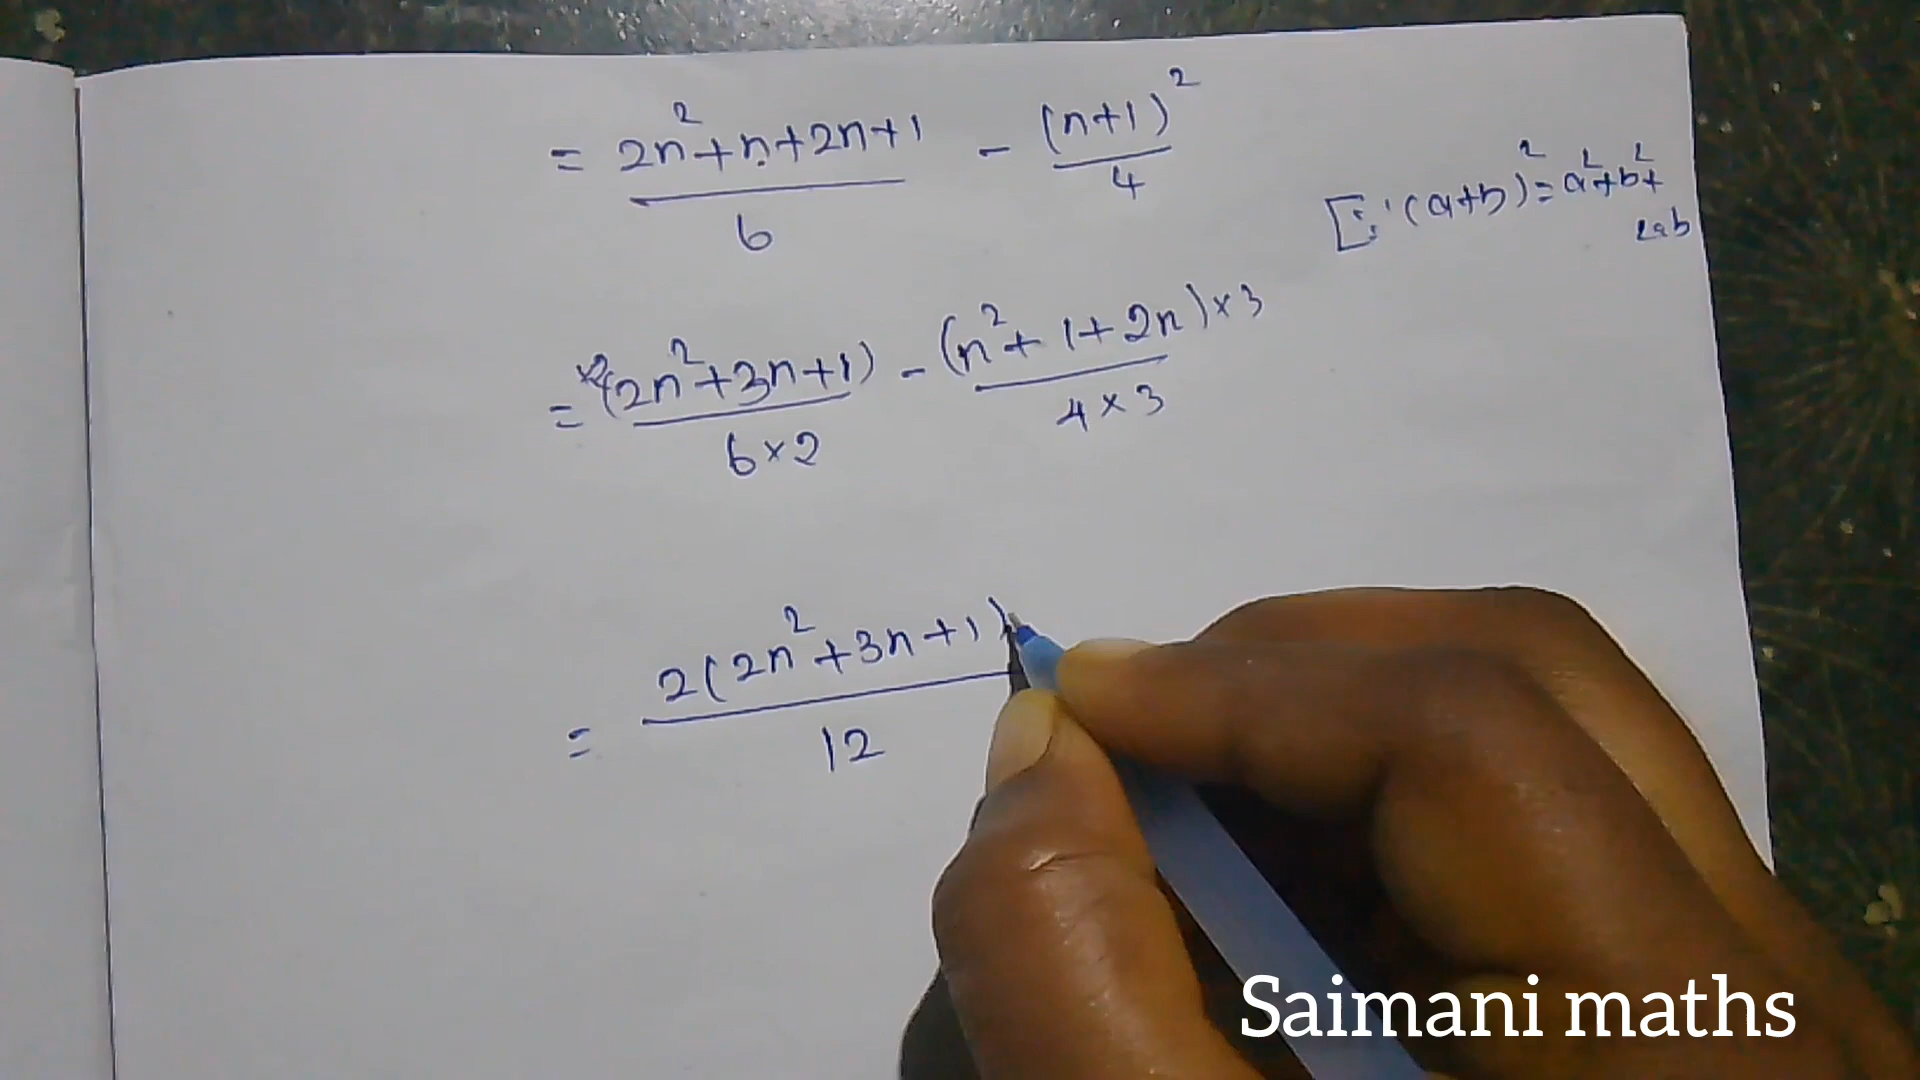 = 2n²+n+2n+1 / 6 - (n+1)² / 4
[∵ (a+b)² = a²+b²+
2ab
= ×2(2n²+3n+1) / 6×2 - (n²+1+2n)×3 / 4×3
= 2(2n²+3n+1) / 12
Saimani maths